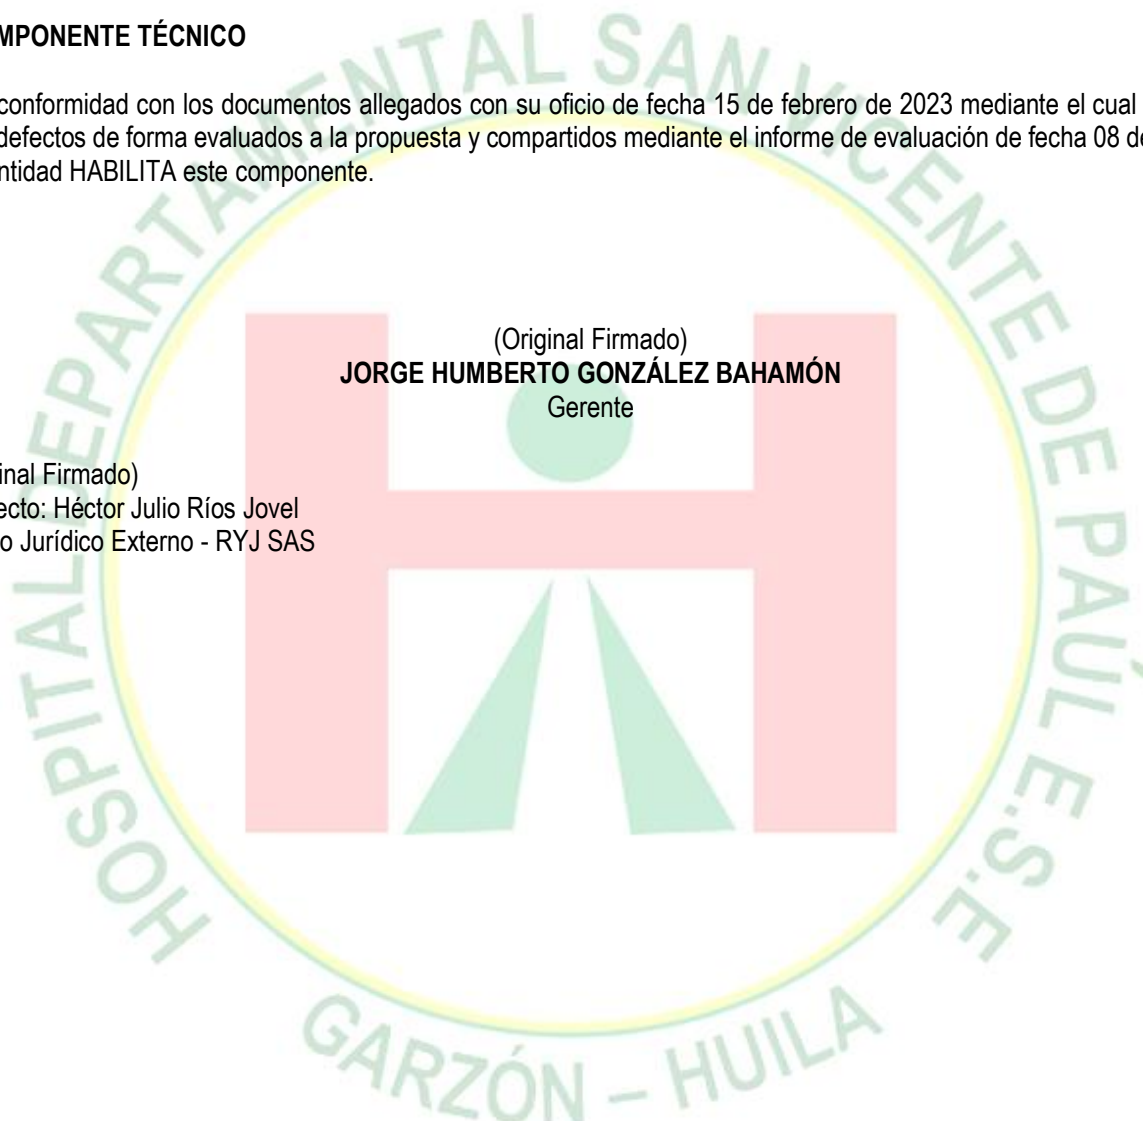 MPONENTE TÉCNICO
conformidad con los documentos allegados con su oficio de fecha 15 de febrero de 2023 mediante el cual
defectos de forma evaluados a la propuesta y compartidos mediante el informe de evaluación de fecha 08 de
ntidad HABILITA este componente.
(Original Firmado)
JORGE HUMBERTO GONZÁLEZ BAHAMÓN
Gerente
inal Firmado)
ecto: Héctor Julio Ríos Jovel
o Jurídico Externo - RYJ SAS
HOSPITAL DEPARTAMENTAL SAN VICENTE DE PAÚL E.S.E
GARZÓN – HUILA